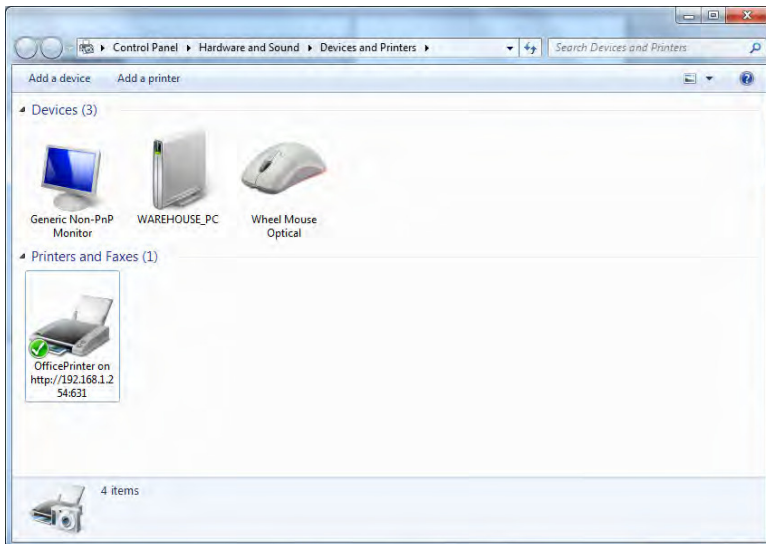 Control Panel Hardware and Sound Devices and Printers Search Devices and Printers
Add a device Add a printer
Devices (3)
Generic Non-PnP
Monitor
WAREHOUSE_PC
Wheel Mouse
Optical
Printers and Faxes (1)
OfficePrinter on
http://192.168.1.2
54:631
4 items